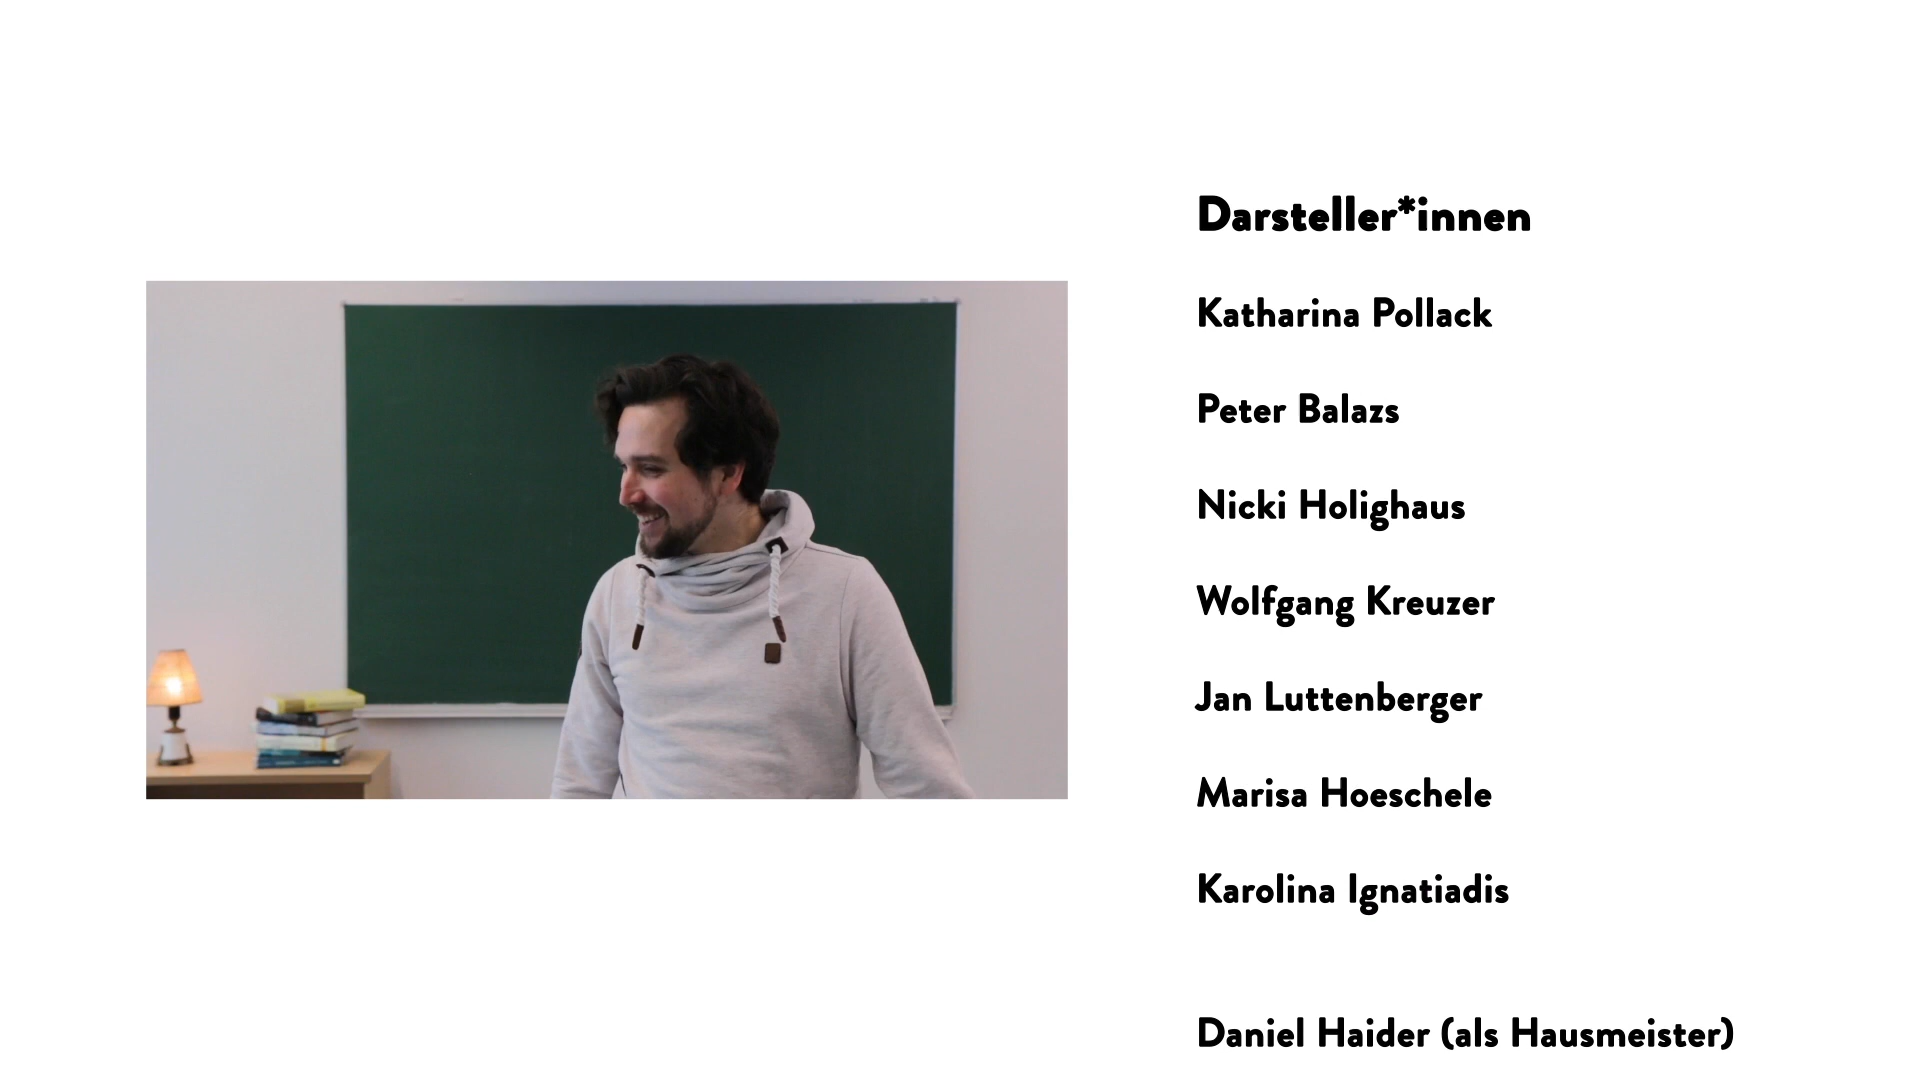 Darsteller*innen
Katharina Pollack
Peter Balazs
Nicki Holighaus
Wolfgang Kreuzer
Jan Luttenberger
Marisa Hoeschele
Karolina Ignatiadis
Daniel Haider (als Hausmeister)